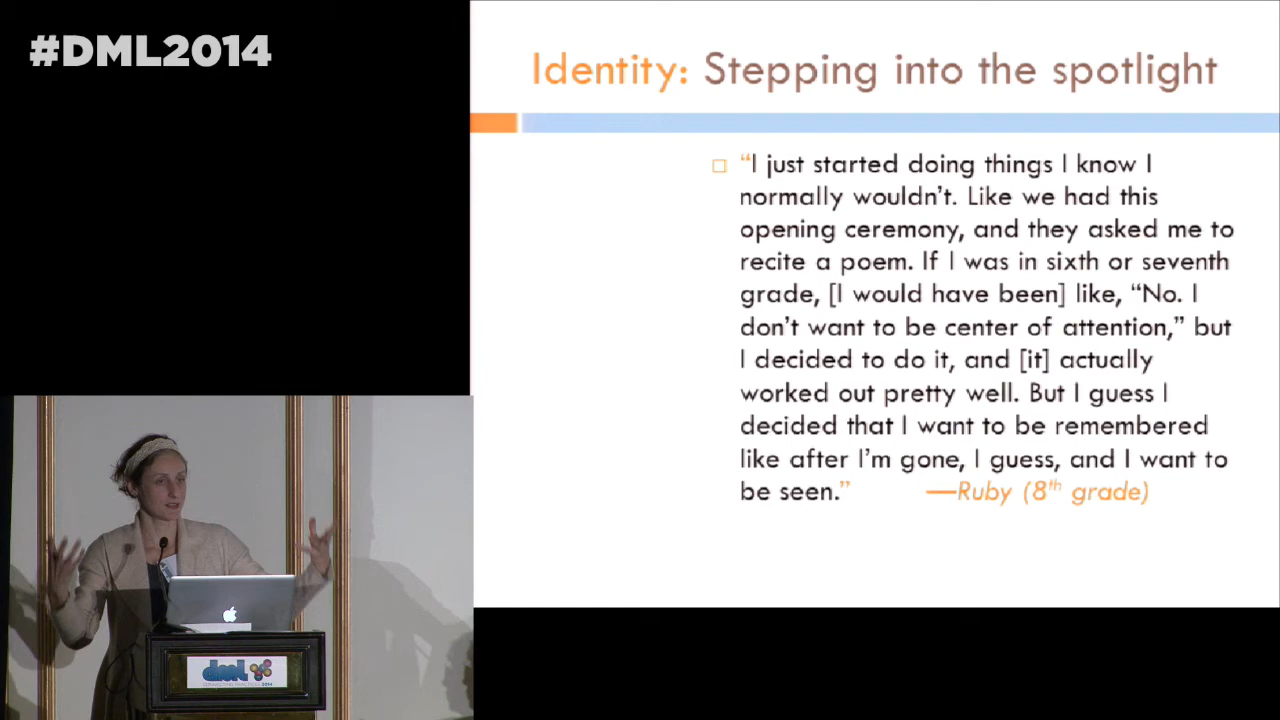 #DML2014
Identity: Stepping into the spotlight
“I just started doing things I know I
normally wouldn’t. Like we had this
opening ceremony, and they asked me to
recite a poem. If I was in sixth or seventh
grade, [I would have been] like, “No. I
don’t want to be center of attention,” but
I decided to do it, and [it] actually
worked out pretty well. But I guess I
decided that I want to be remembered
like after I’m gone, I guess, and I want to
be seen.” —Ruby (8th grade)
dml